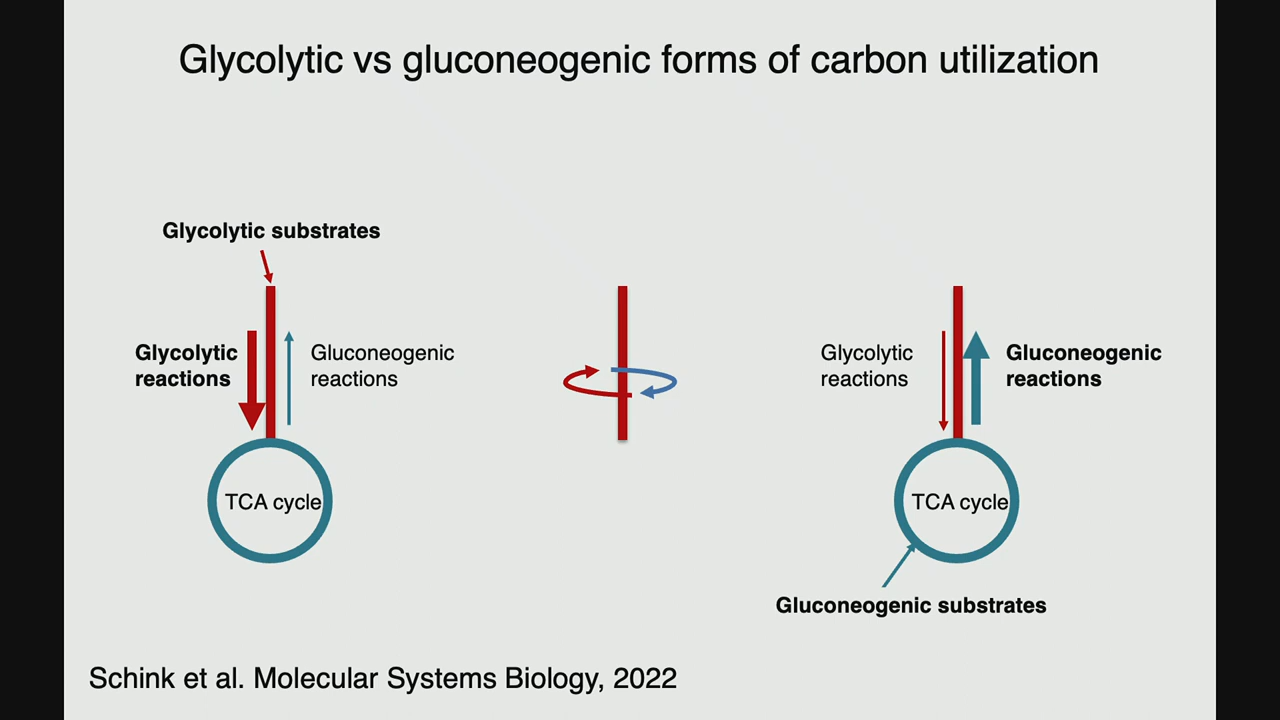 Glycolytic vs gluconeogenic forms of carbon utilization
Glycolytic substrates
Glycolytic
reactions
Gluconeogenic
reactions
TCA cycle
Glycolytic
reactions
Gluconeogenic
reactions
TCA cycle
Gluconeogenic substrates
Schink et al. Molecular Systems Biology, 2022